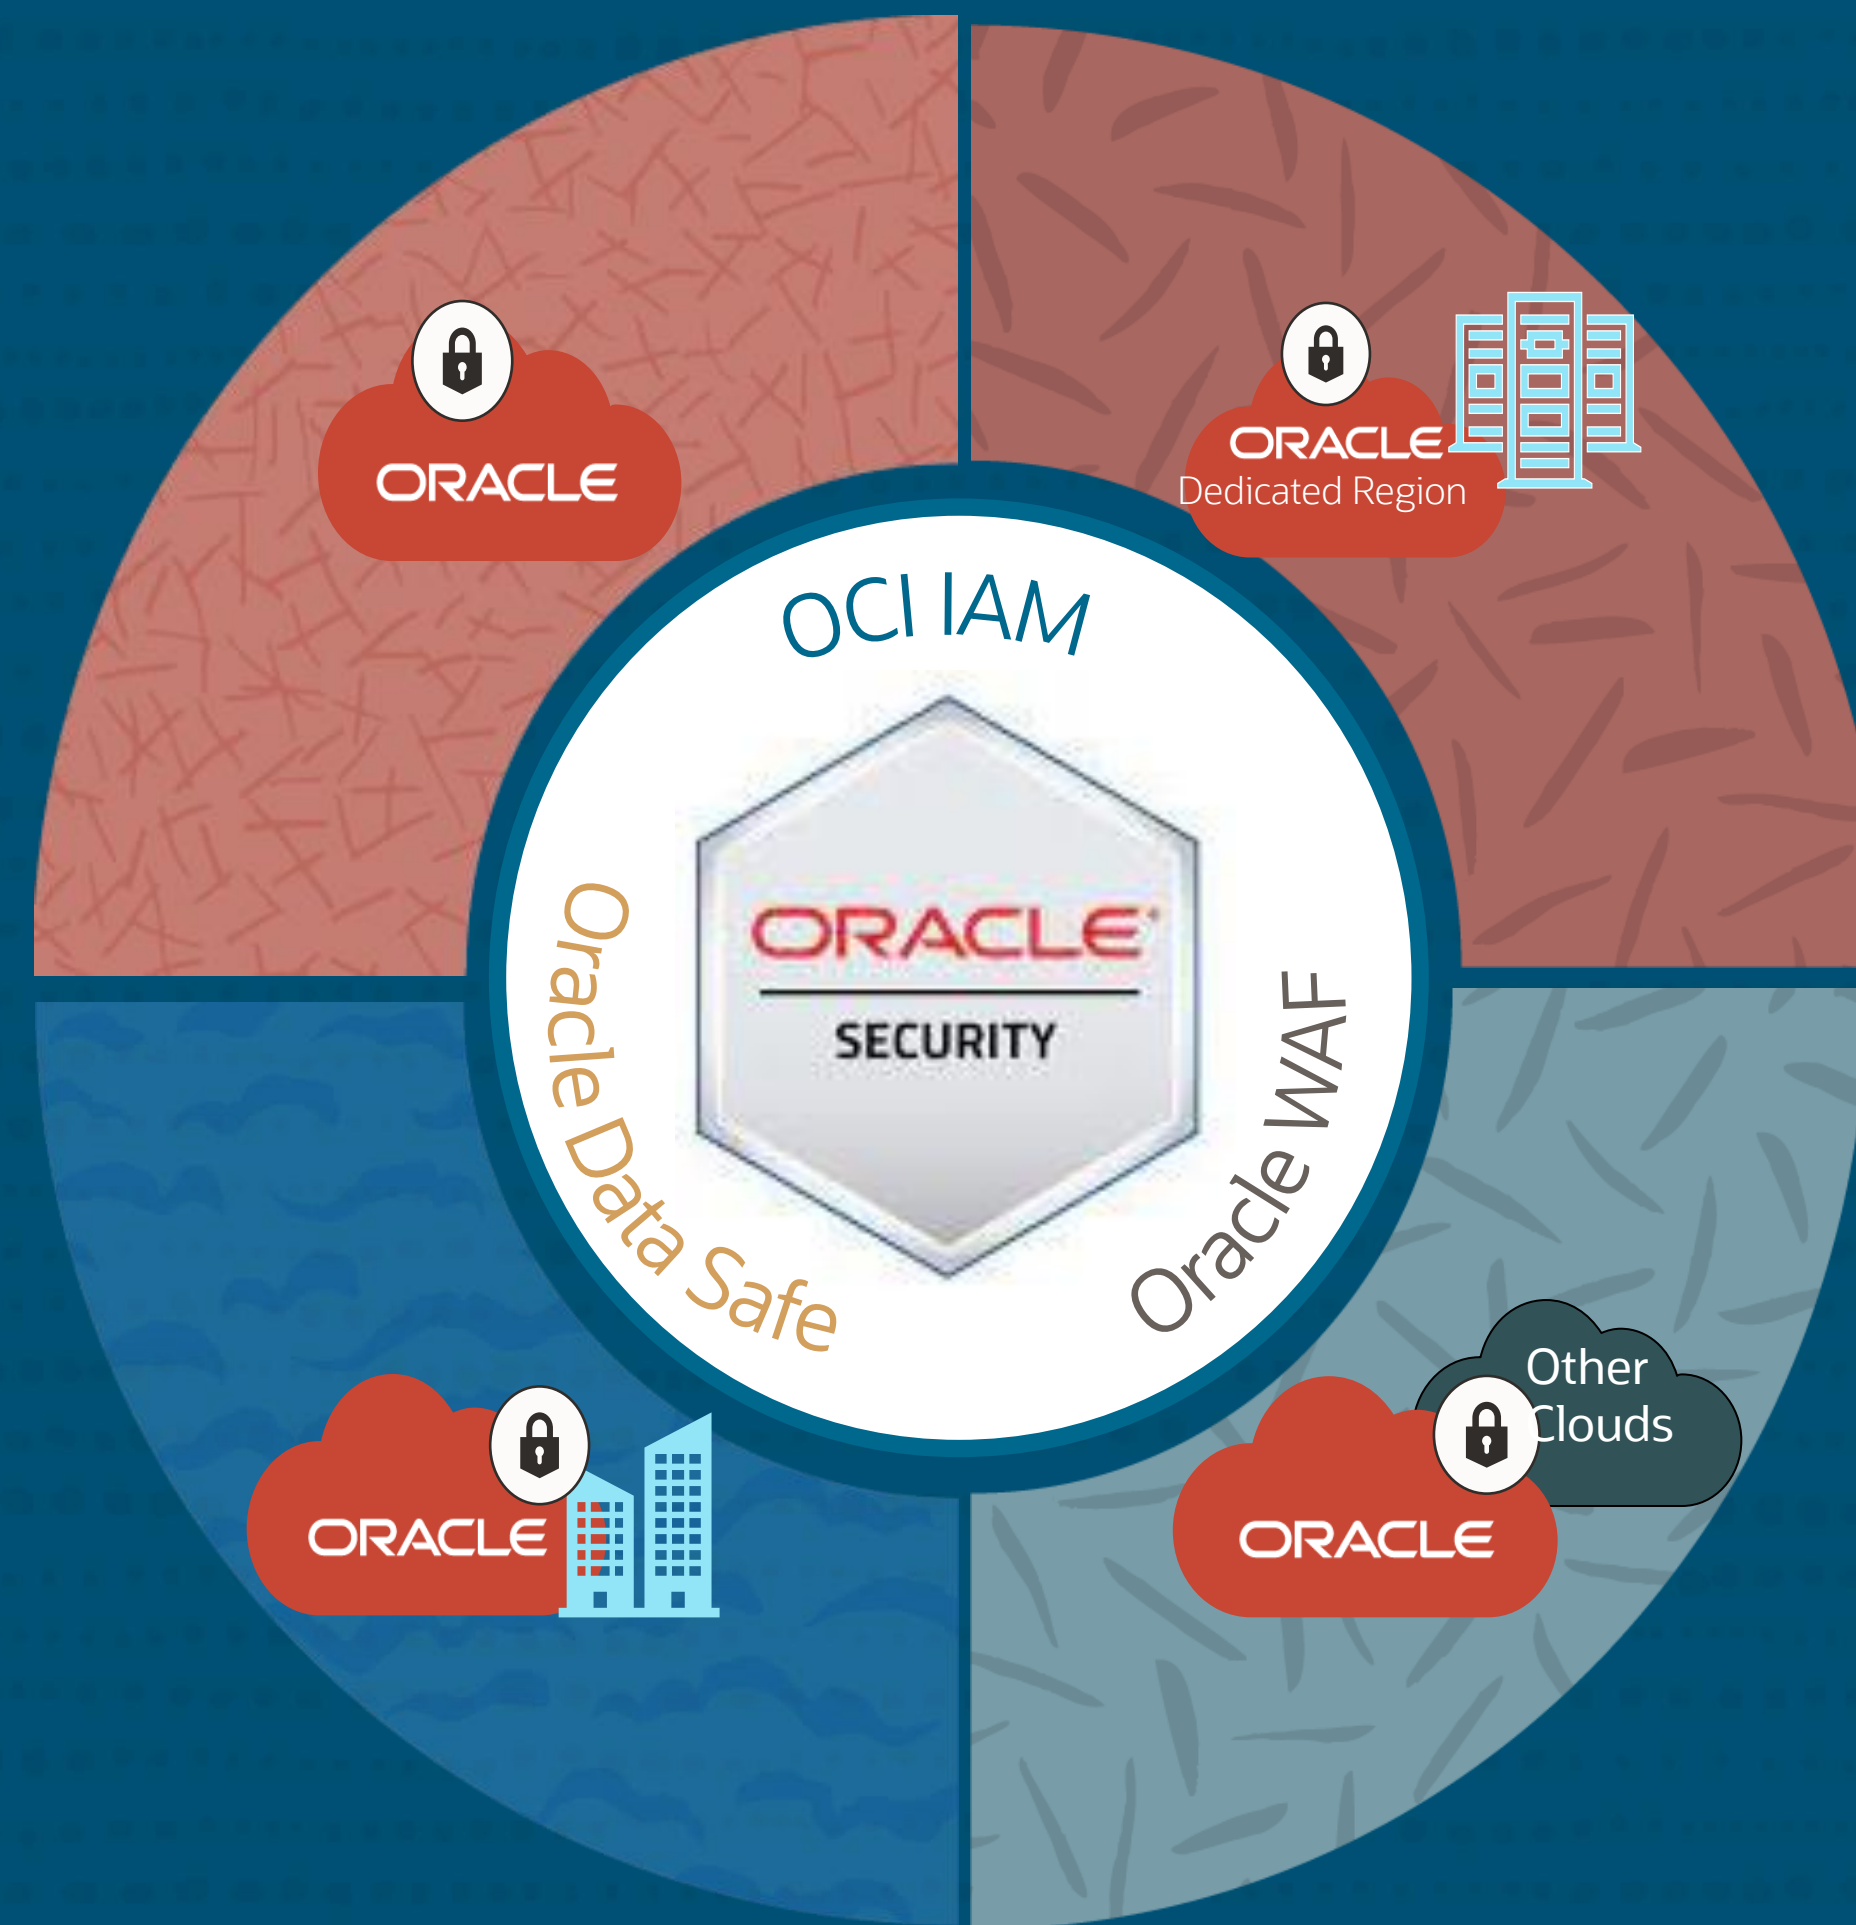 ORACLE
ORACLE
Dedicated Region
OCI IAM
ORACLE
SECURITY
Oracle Data Safe
Oracle WAF
ORACLE
Other
Clouds
ORACLE